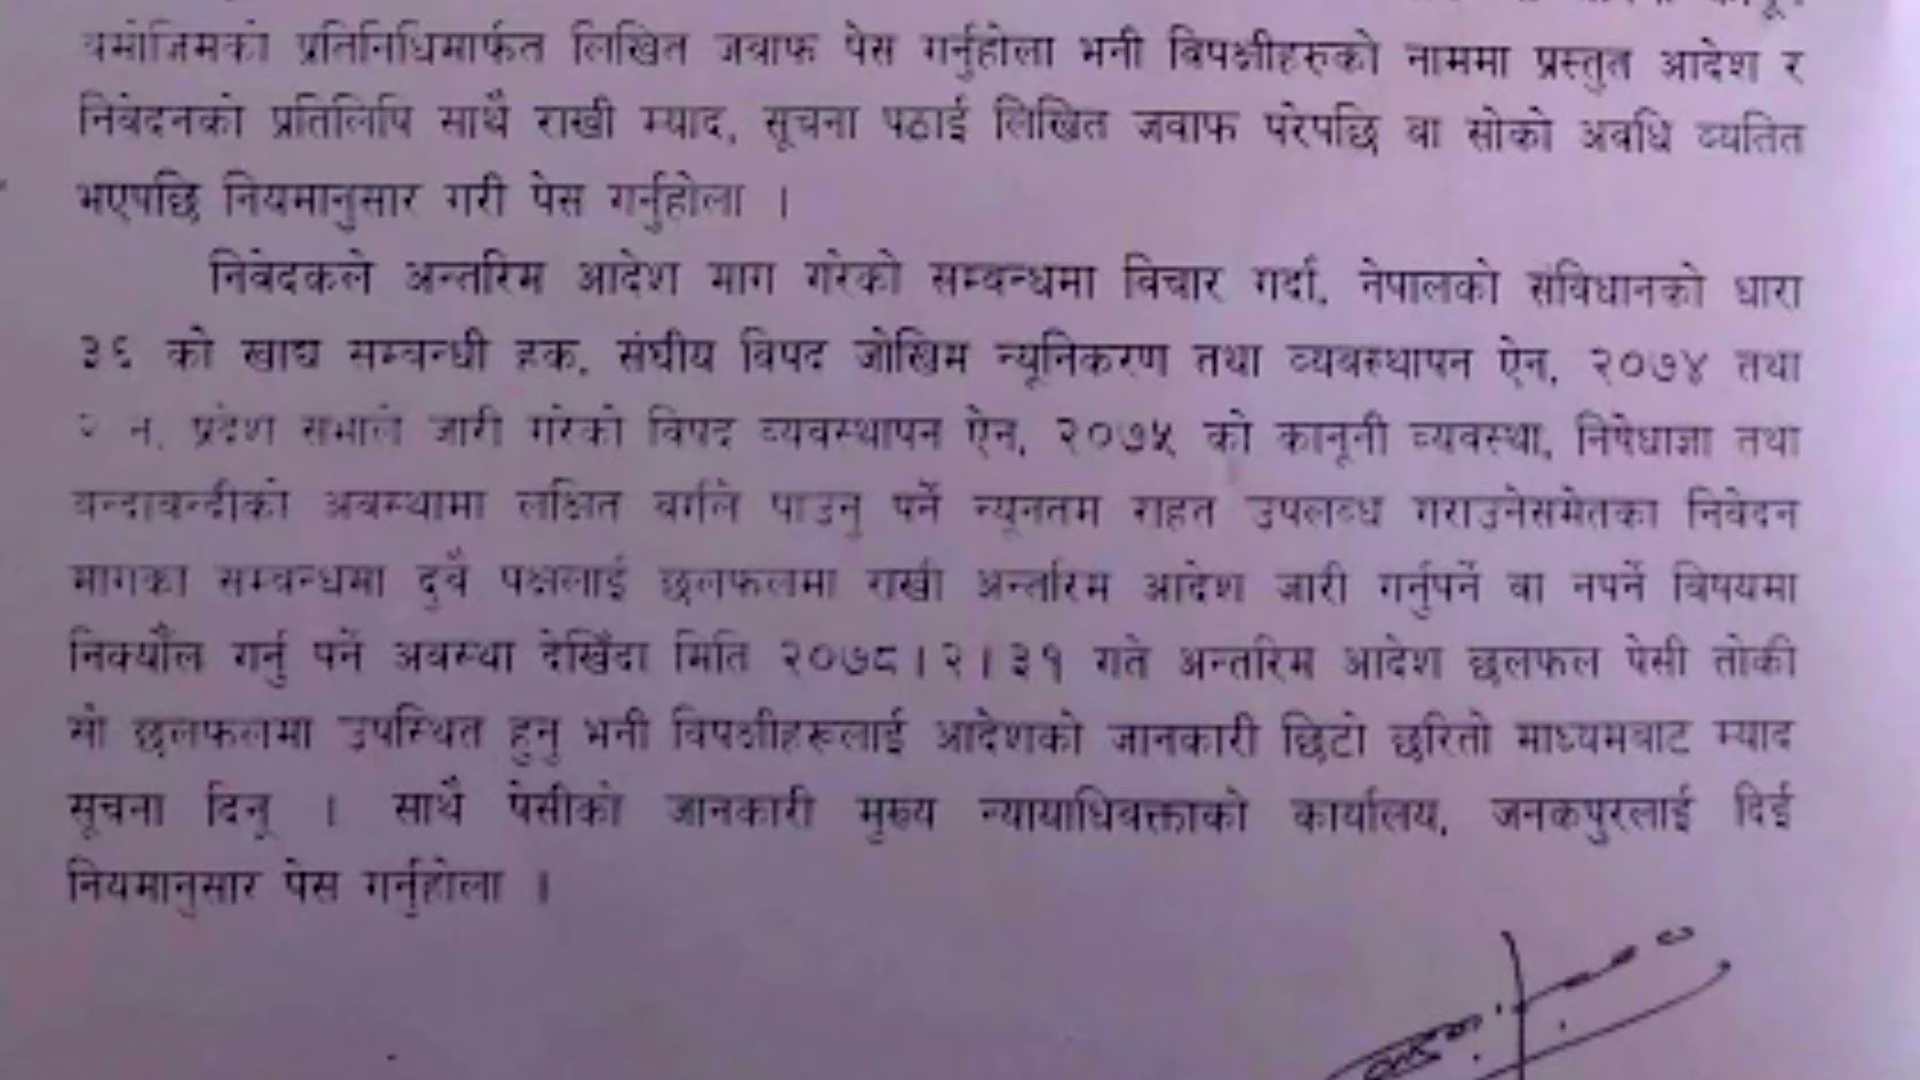 बमोजिमको प्रतिनिधिमार्फत लिखित जवाफ पेस गर्नुहोला भनी विपक्षीहरुको नाममा प्रस्तुत आदेश र
निवेदनको प्रतिलिपि साथै राखी म्याद, सूचना पठाई लिखित जवाफ परेपछि वा सोको अवधि व्यतित
भएपछि नियमानुसार गरी पेस गर्नुहोला ।
निवेदकले अन्तरिम आदेश माग गरेको सम्बन्धमा विचार गर्दा, नेपालको संविधानको धारा
३६ को खाद्य सम्बन्धी हक, संघीय विपद जोखिम न्यूनिकरण तथा व्यवस्थापन ऐन, २०७४ तथा
२ न. प्रदेश सभाले जारी गरेको विपद व्यवस्थापन ऐन, २०७५ को कानूनी व्यवस्था, निषेधाज्ञा तथा
बन्दाबन्दीको अवस्थामा लक्षित वर्गले पाउनु पर्ने न्यूनतम राहत उपलब्ध गराउनेसमेतका निवेदन
मागका सम्बन्धमा दुवै पक्षलाई छलफलमा राखी अन्तरिम आदेश जारी गर्नुपर्ने वा नपर्ने विषयमा
निर्क्यौल गर्नु पर्ने अवस्था देखिँदा मिति २०७८।२।३१ गते अन्तरिम आदेश छलफल पेसी तोकी
सो छलफलमा उपस्थित हुनु भनी विपक्षीहरूलाई आदेशको जानकारी छिटो छरितो माध्यमबाट म्याद
सूचना दिनू । साथै पेसीको जानकारी मुख्य न्यायाधिवक्ताको कार्यालय, जनकपुरलाई दिई
नियमानुसार पेस गर्नुहोला ।